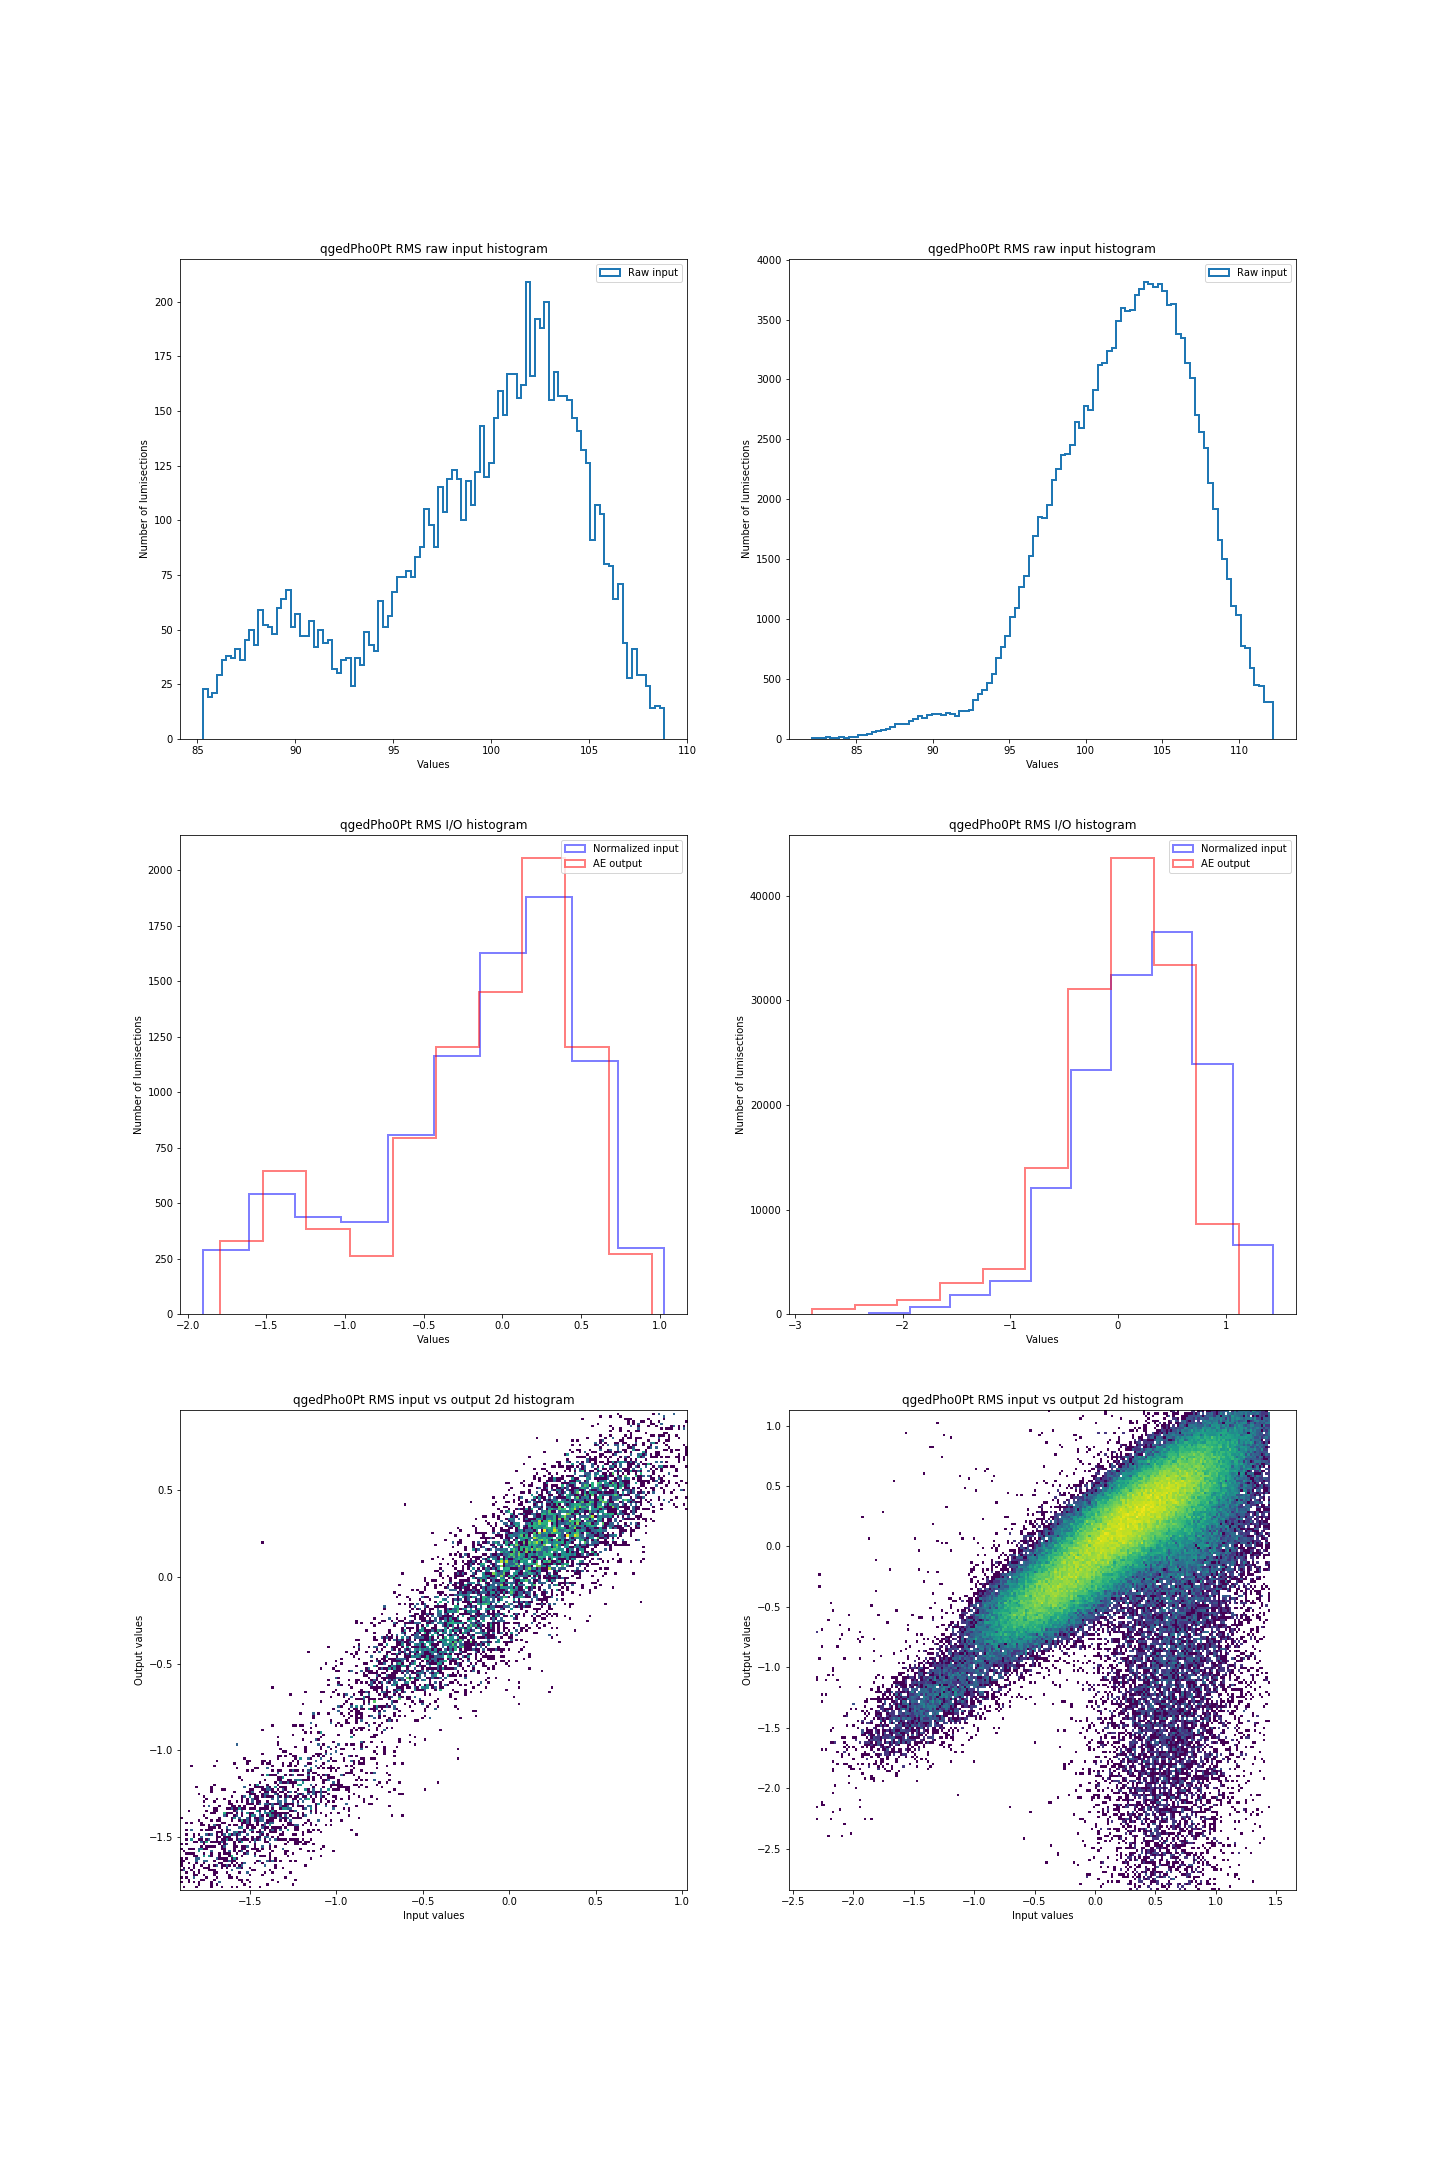 qgedPho0Pt RMS raw input histogram
Raw input
Number of lumisections
200
175
150
125
100
75
50
25
0
85 90 95 100 105 110
Values
qgedPho0Pt RMS raw input histogram
Raw input
Number of lumisections
4000
3500
3000
2500
2000
1500
1000
500
0
85 90 95 100 105 110
Values
qgedPho0Pt RMS I/O histogram
Normalized input
AE output
Number of lumisections
2000
1750
1500
1250
1000
750
500
250
0
−2.0 −1.5 −1.0 −0.5 0.0 0.5 1.0
Values
qgedPho0Pt RMS I/O histogram
Normalized input
AE output
Number of lumisections
40000
30000
20000
10000
0
−3 −2 −1 0 1
Values
qgedPho0Pt RMS input vs output 2d histogram
Output values
0.5
0.0
−0.5
−1.0
−1.5
−1.5 −1.0 −0.5 0.0 0.5 1.0
Input values
qgedPho0Pt RMS input vs output 2d histogram
Output values
1.0
0.5
0.0
−0.5
−1.0
−1.5
−2.0
−2.5
−2.5 −2.0 −1.5 −1.0 −0.5 0.0 0.5 1.0 1.5
Input values